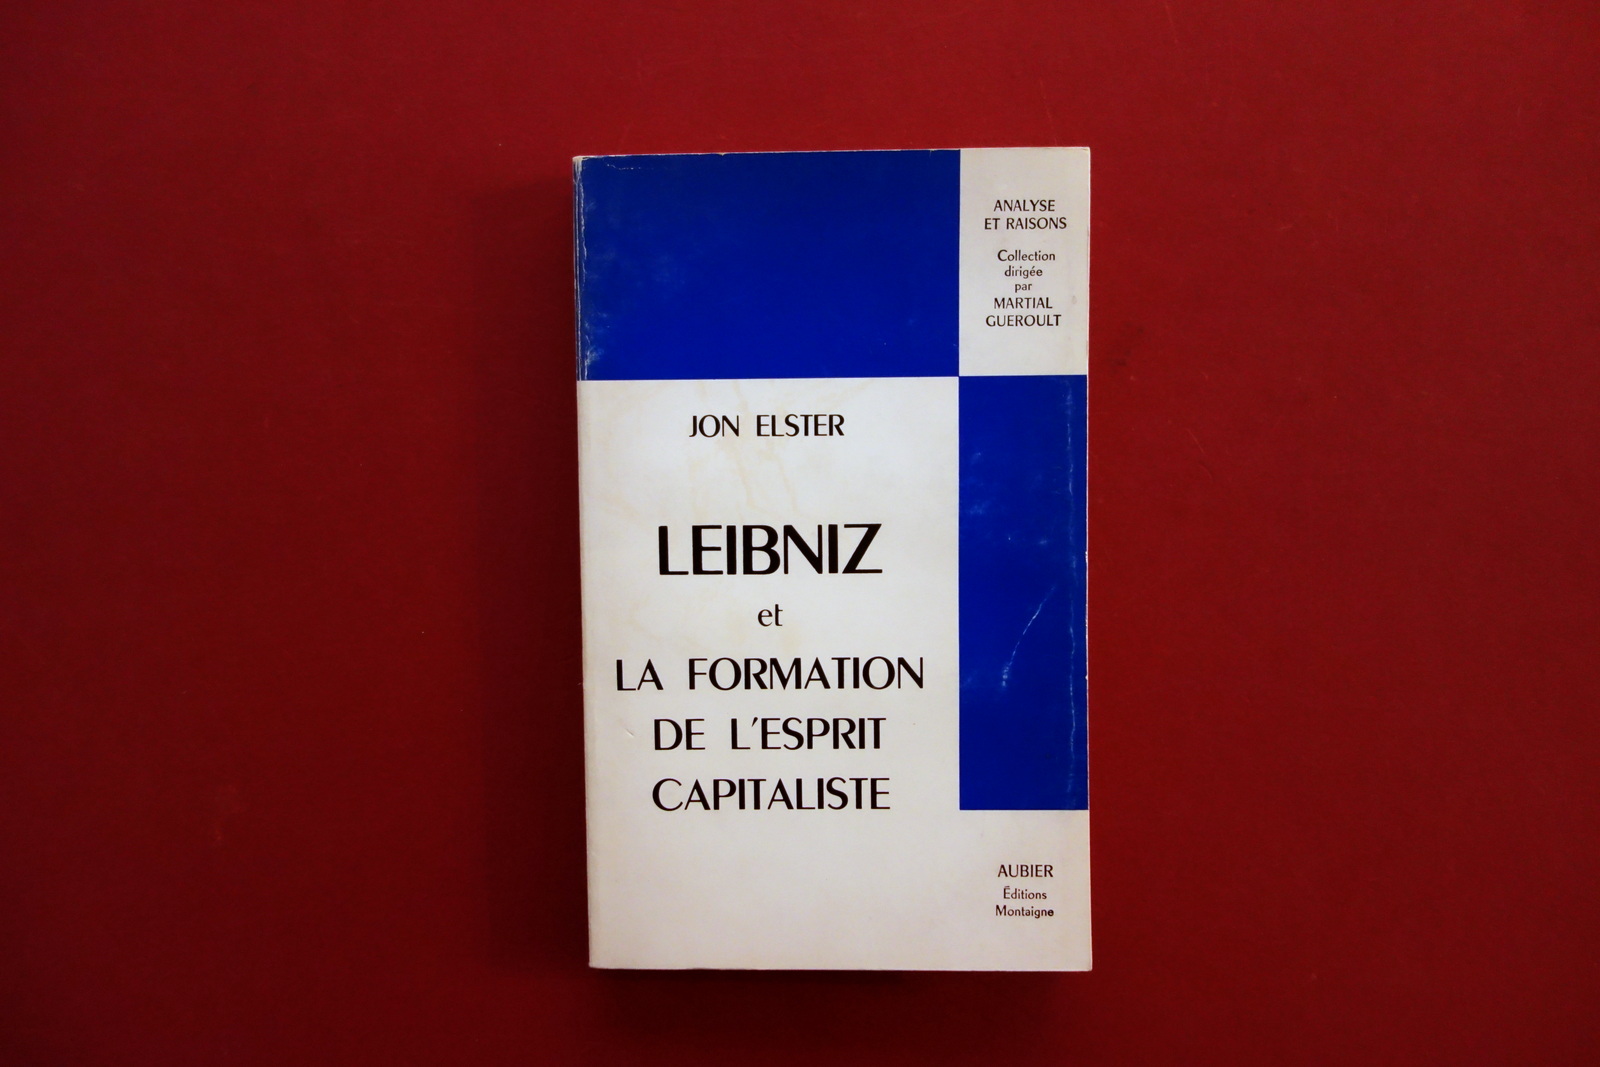 ANALYSE
ET RAISONS
Collection
dirigée
par
MARTIAL
GUEROULT
JON ELSTER
LEIBNIZ
et
LA FORMATION
DE L'ESPRIT
CAPITALISTE
AUBIER
Éditions
Montaigne